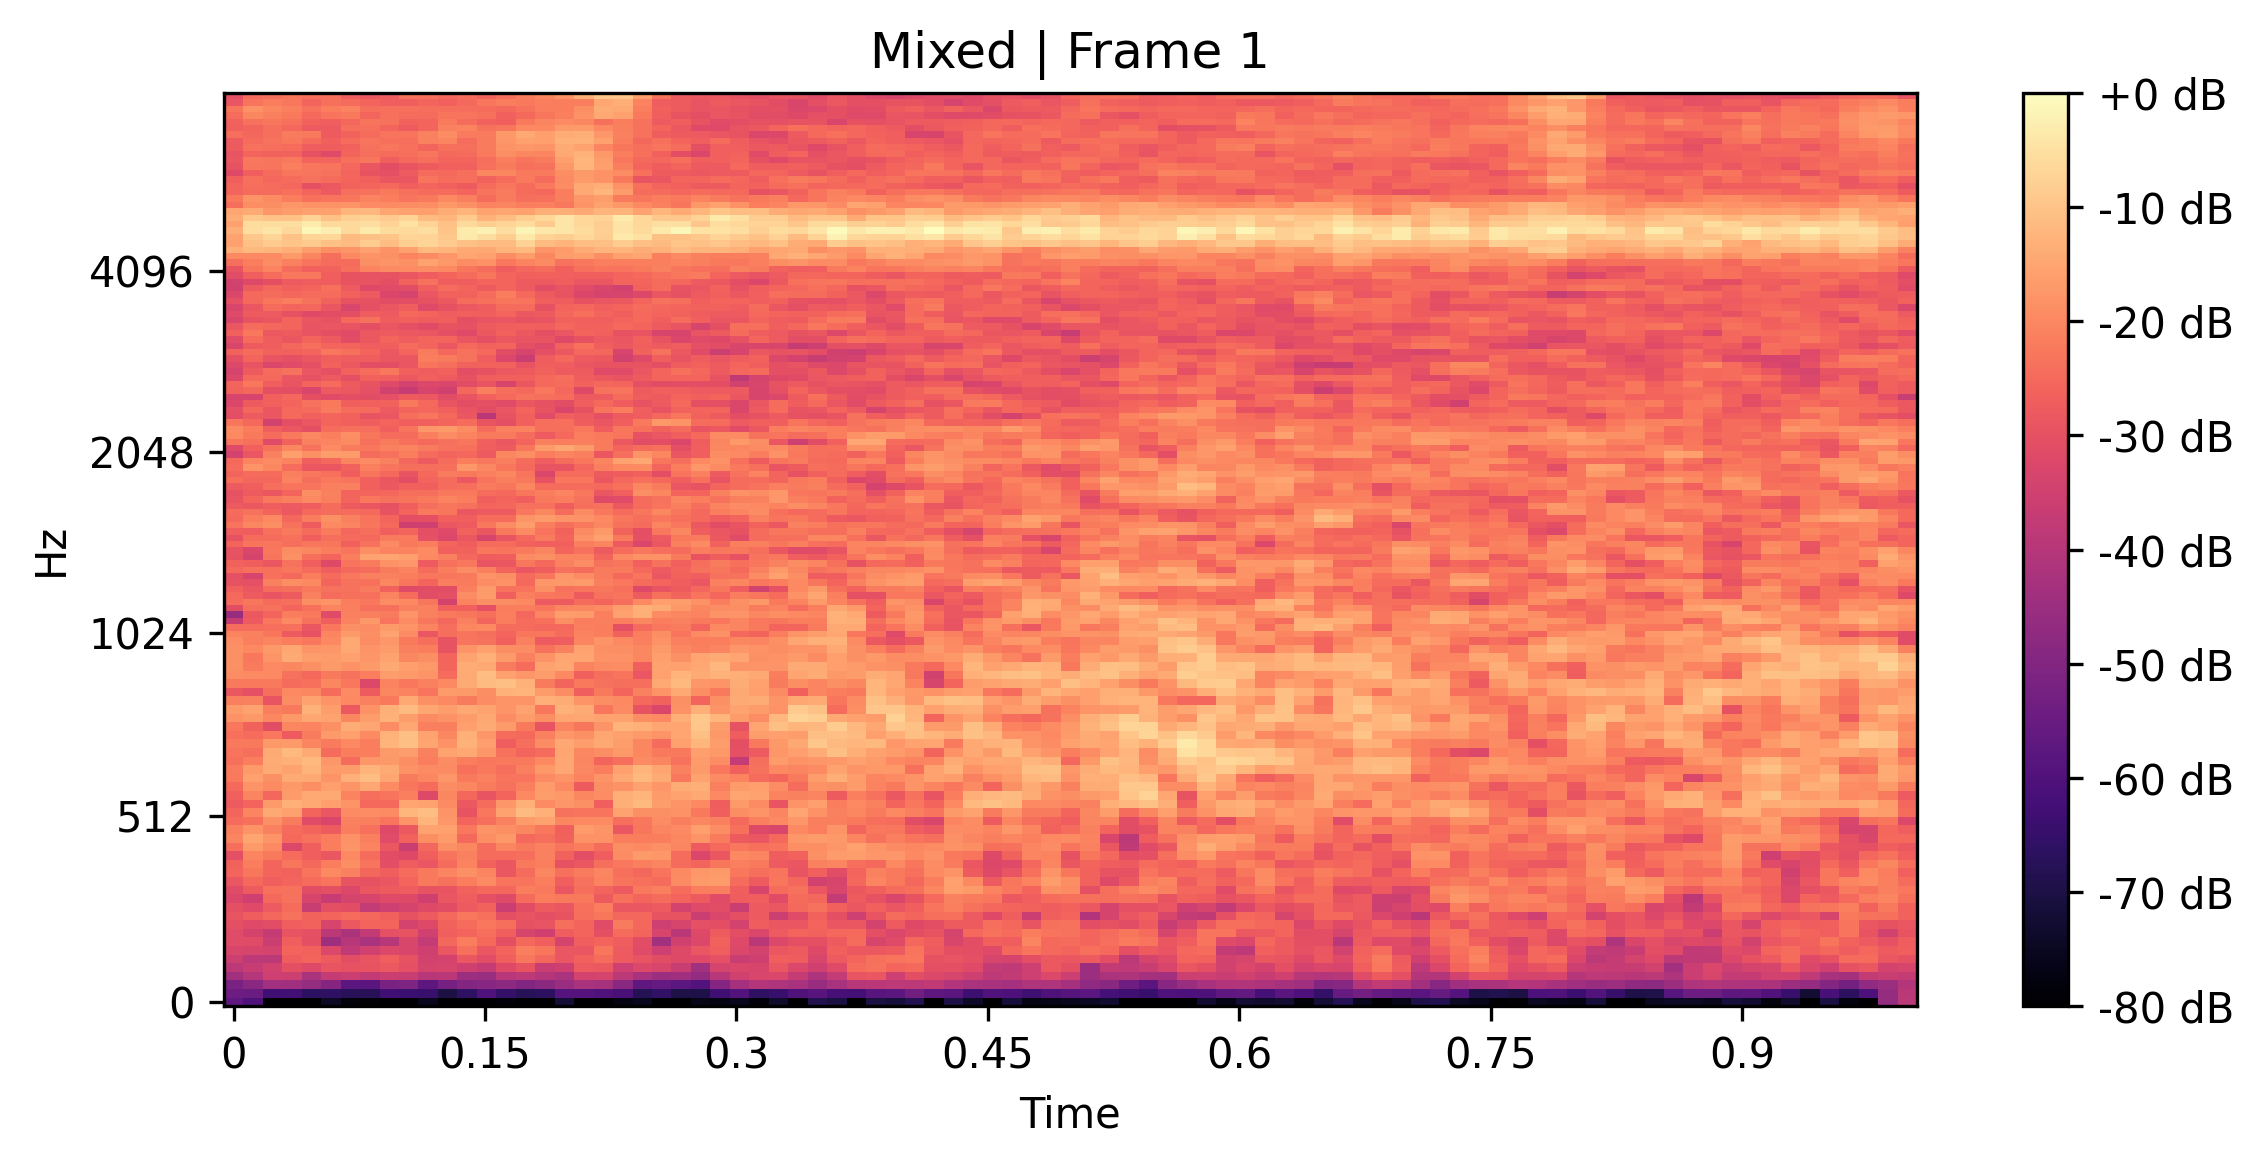 Mixed | Frame 1
+0 dB
-10 dB
-20 dB
-30 dB
-40 dB
-50 dB
-60 dB
-70 dB
-80 dB
Hz
4096
2048
1024
512
0
0 0.15 0.3 0.45 0.6 0.75 0.9
Time